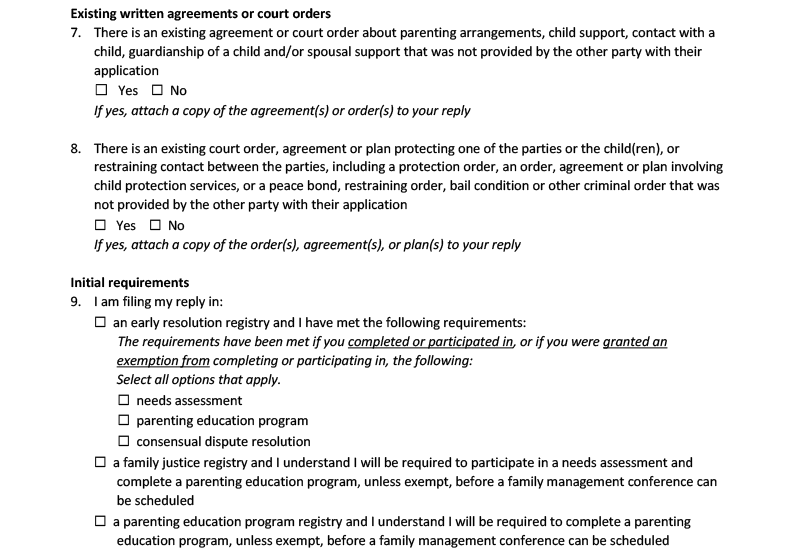 Existing written agreements or court orders
7. There is an existing agreement or court order about parenting arrangements, child support, contact with a
child, guardianship of a child and/or spousal support that was not provided by the other party with their
application
☐ Yes ☐ No
If yes, attach a copy of the agreement(s) or order(s) to your reply
8. There is an existing court order, agreement or plan protecting one of the parties or the child(ren), or
restraining contact between the parties, including a protection order, an order, agreement or plan involving
child protection services, or a peace bond, restraining order, bail condition or other criminal order that was
not provided by the other party with their application
☐ Yes ☐ No
If yes, attach a copy of the order(s), agreement(s), or plan(s) to your reply
Initial requirements
9. I am filing my reply in:
☐ an early resolution registry and I have met the following requirements:
The requirements have been met if you completed or participated in, or if you were granted an
exemption from completing or participating in, the following:
Select all options that apply.
☐ needs assessment
☐ parenting education program
☐ consensual dispute resolution
☐ a family justice registry and I understand I will be required to participate in a needs assessment and
complete a parenting education program, unless exempt, before a family management conference can
be scheduled
☐ a parenting education program registry and I understand I will be required to complete a parenting
education program, unless exempt, before a family management conference can be scheduled